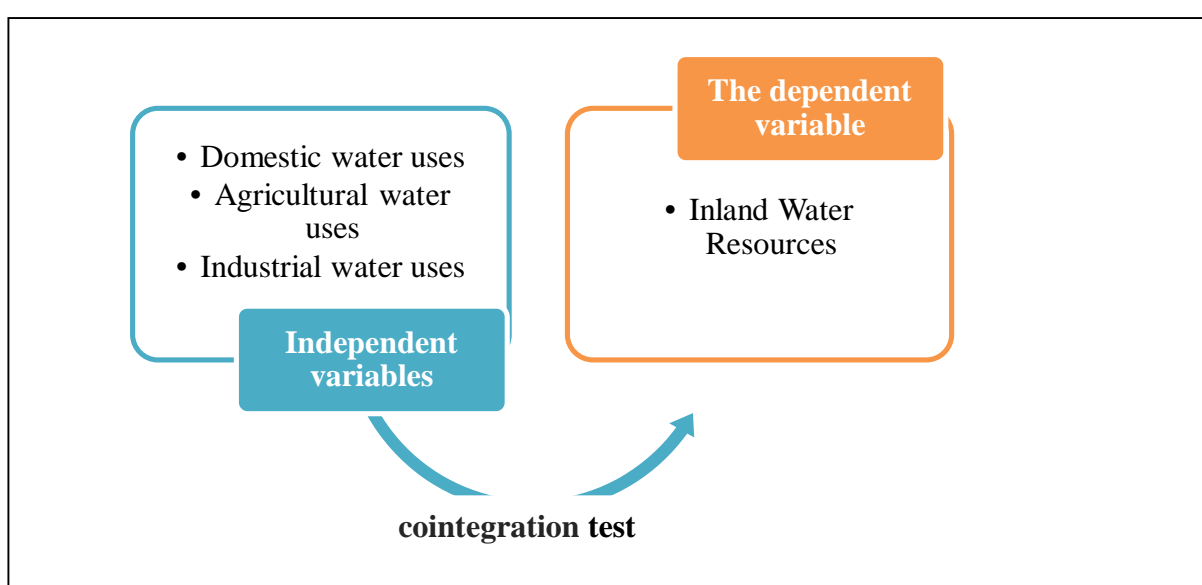 • Domestic water uses
• Agricultural water
uses
• Industrial water uses
Independent
variables
The dependent
variable
• Inland Water
Resources
cointegration test